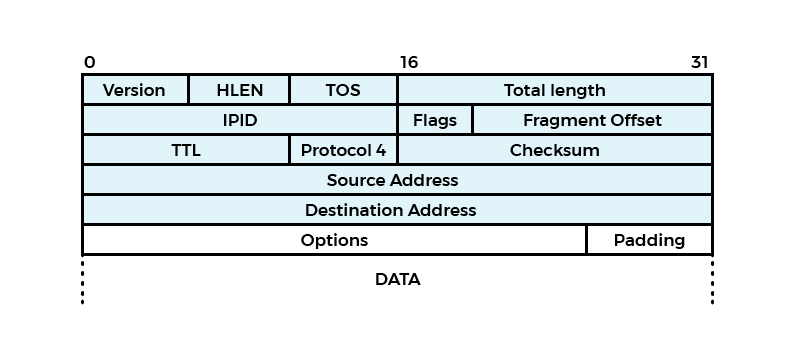 0 16 31
Version HLEN TOS Total length
IPID Flags Fragment Offset
TTL Protocol 4 Checksum
Source Address
Destination Address
Options Padding
DATA